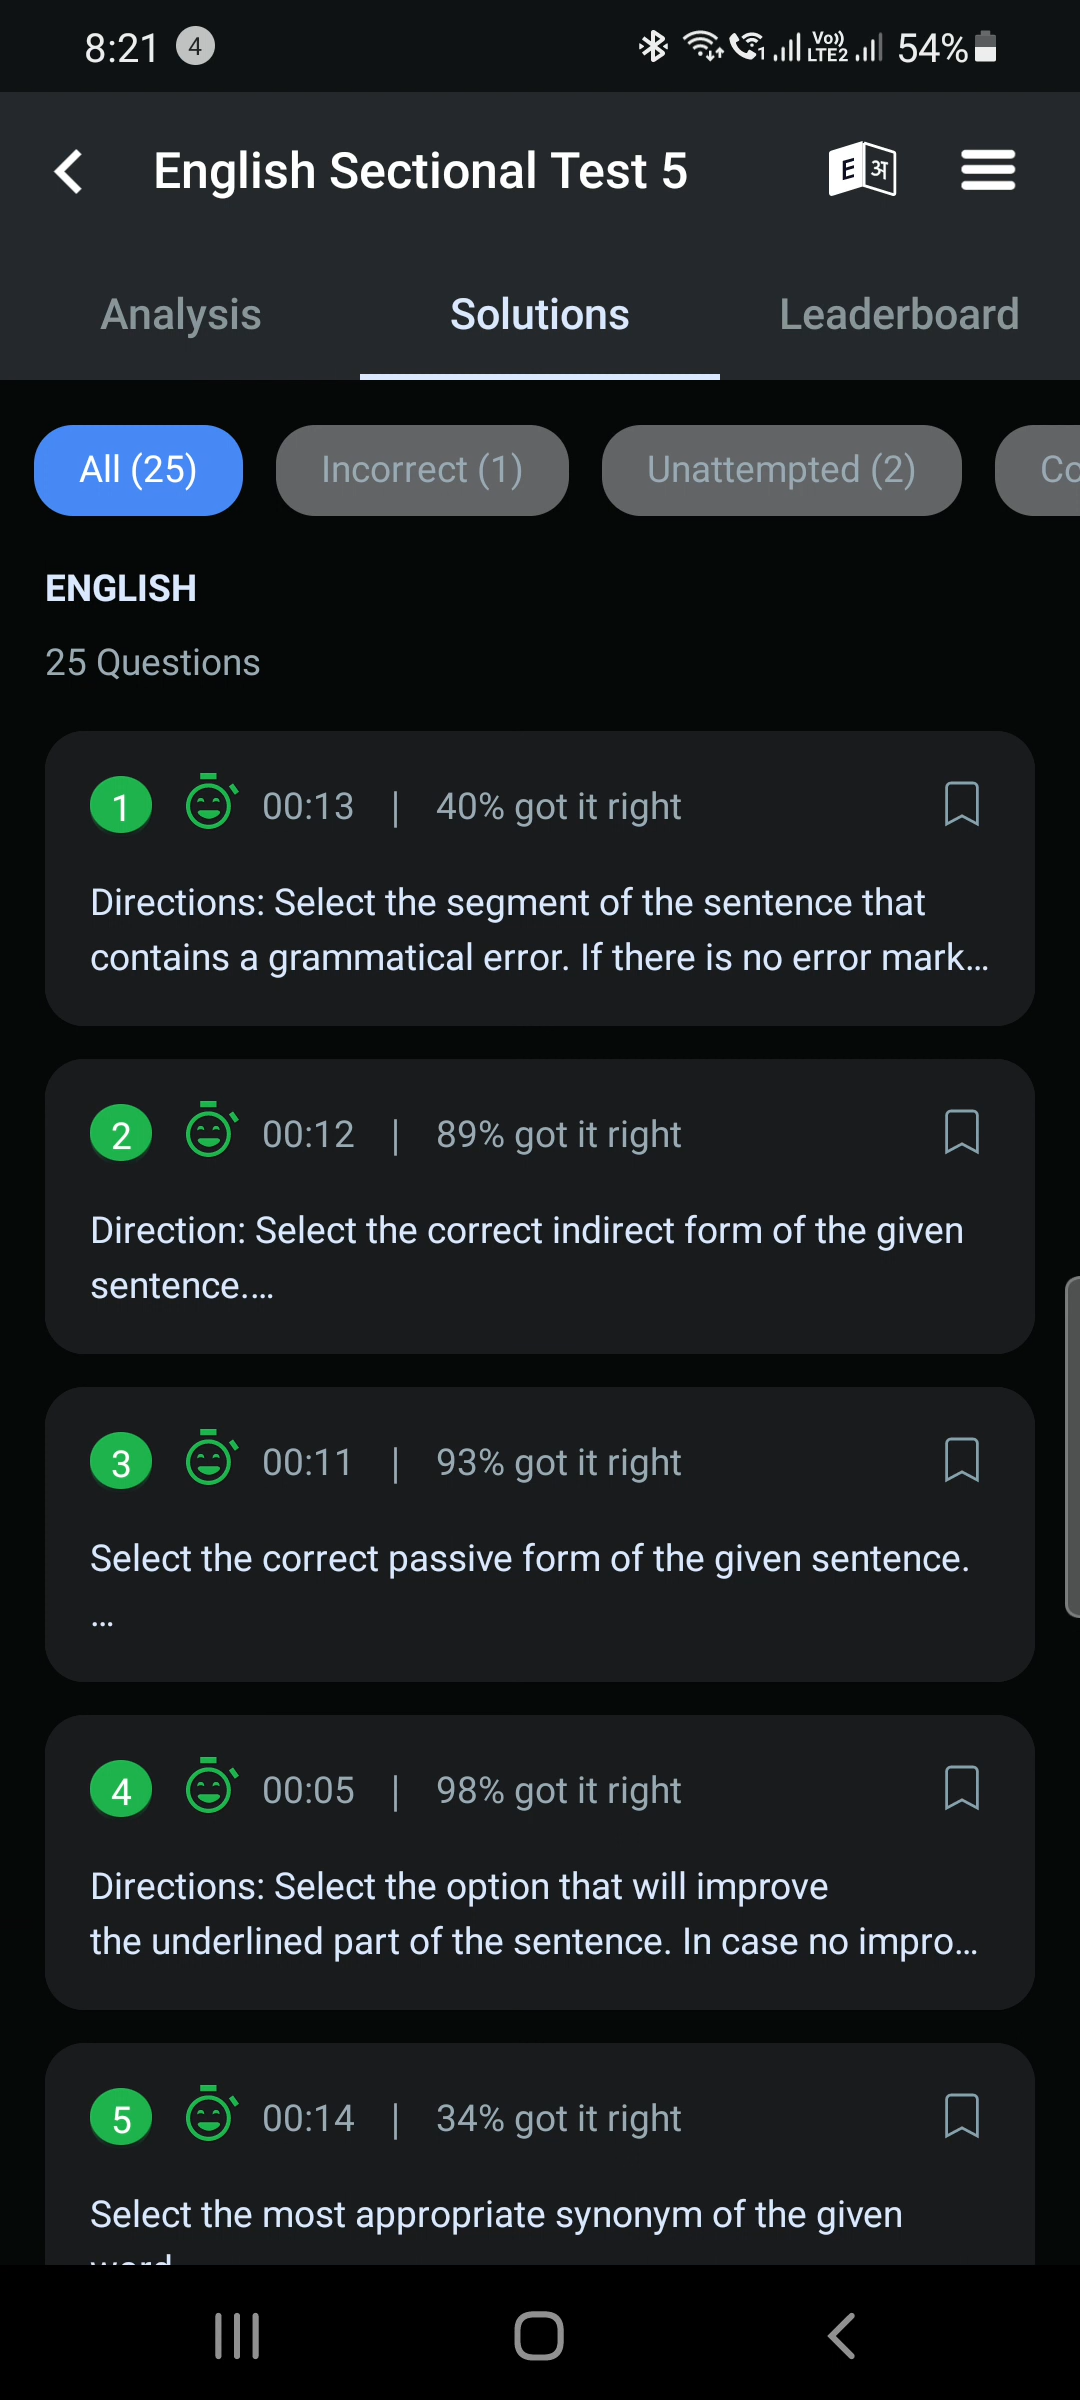 8:21 4 1 Vo)) LTE2 54%
English Sectional Test 5 E अ
Analysis Solutions Leaderboard
All (25) Incorrect (1) Unattempted (2) Co
ENGLISH
25 Questions
1 00:13 | 40% got it right
Directions: Select the segment of the sentence that
contains a grammatical error. If there is no error mark...
2 00:12 | 89% got it right
Direction: Select the correct indirect form of the given
sentence....
3 00:11 | 93% got it right
Select the correct passive form of the given sentence.
...
4 00:05 | 98% got it right
Directions: Select the option that will improve
the underlined part of the sentence. In case no impro...
5 00:14 | 34% got it right
Select the most appropriate synonym of the given
word